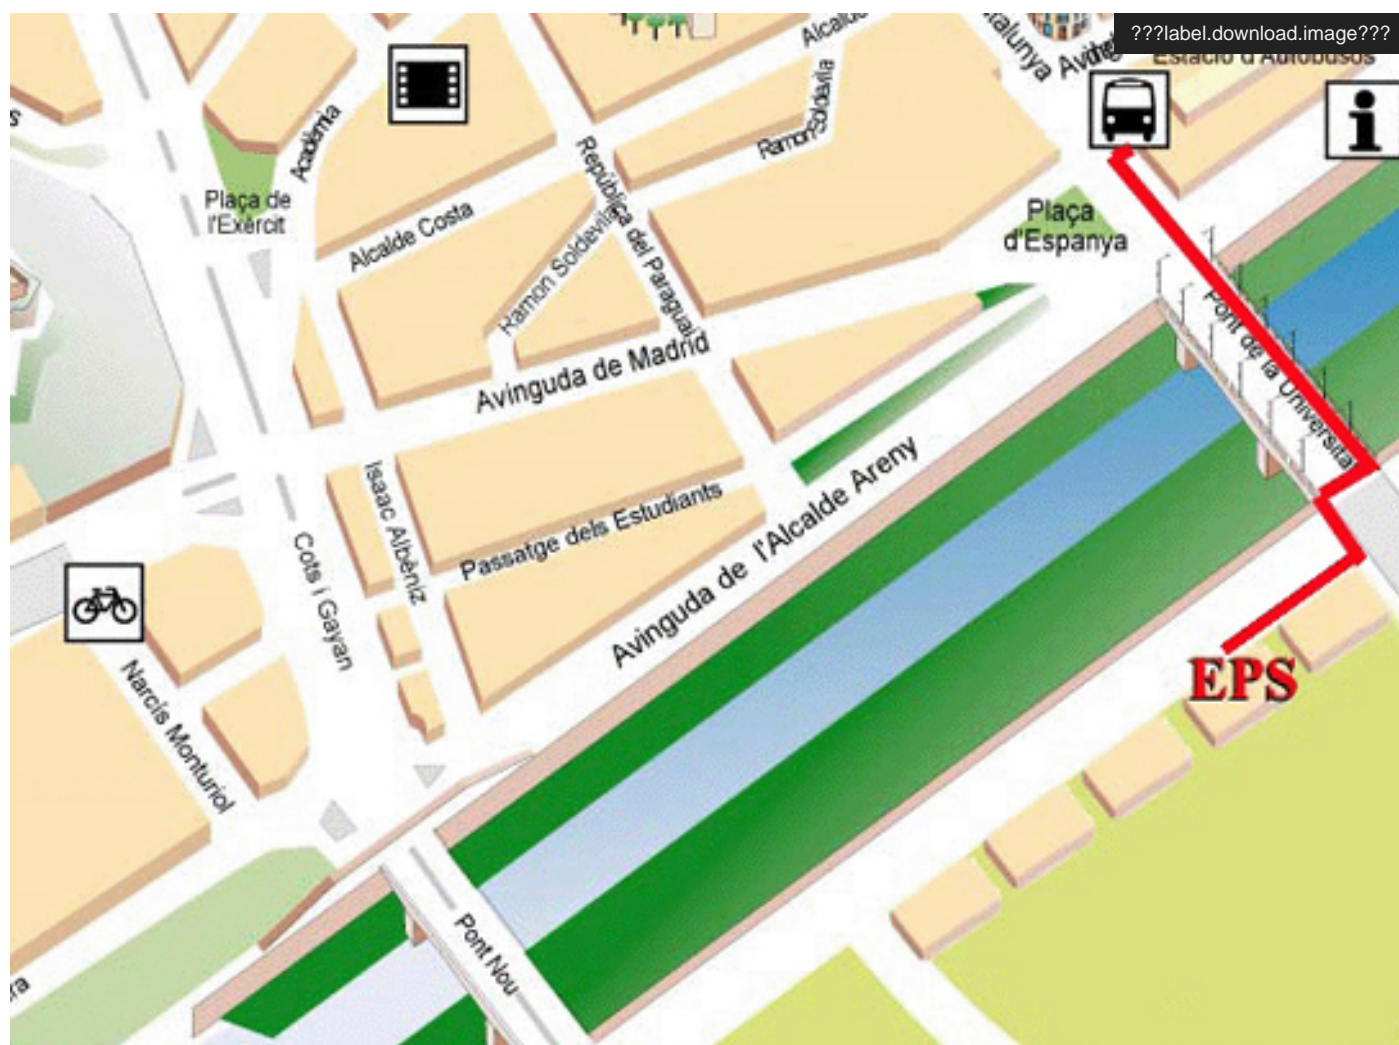 ???label.download.image???
Alcalde
Estació d'Autobusos
Ramon Soldevila
Acadèmia
República del Paraguai
Plaça de
l'Exèrcit
Alcalde Costa
Ramon Soldevila
Plaça
d'Espanya
Pont de la Universitat
Avinguda de Madrid
Isaac Albèniz
Passatge dels Estudiants
Avinguda de l'Alcalde Areny
Cots i Gayan
Narcís Monturiol
EPS
Pont Nou